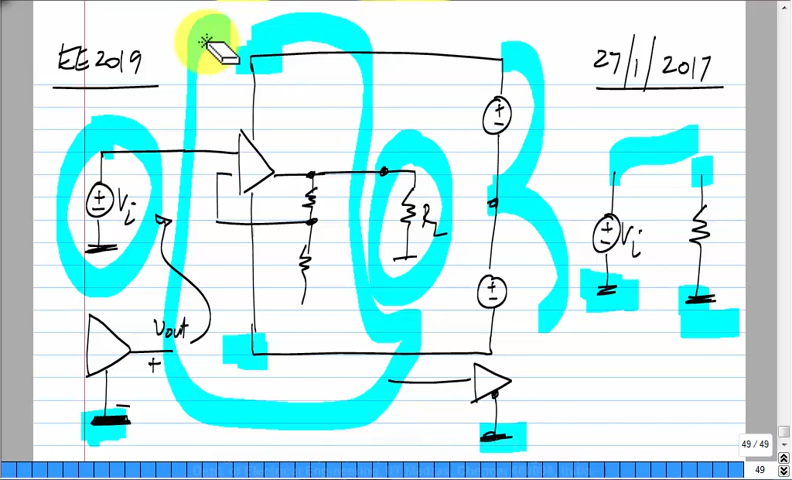 EE2019
27/1/2017
+
-
Vi
+
-
RL
+
-
Vi
+
-
Vout
+
-
49 / 49
49